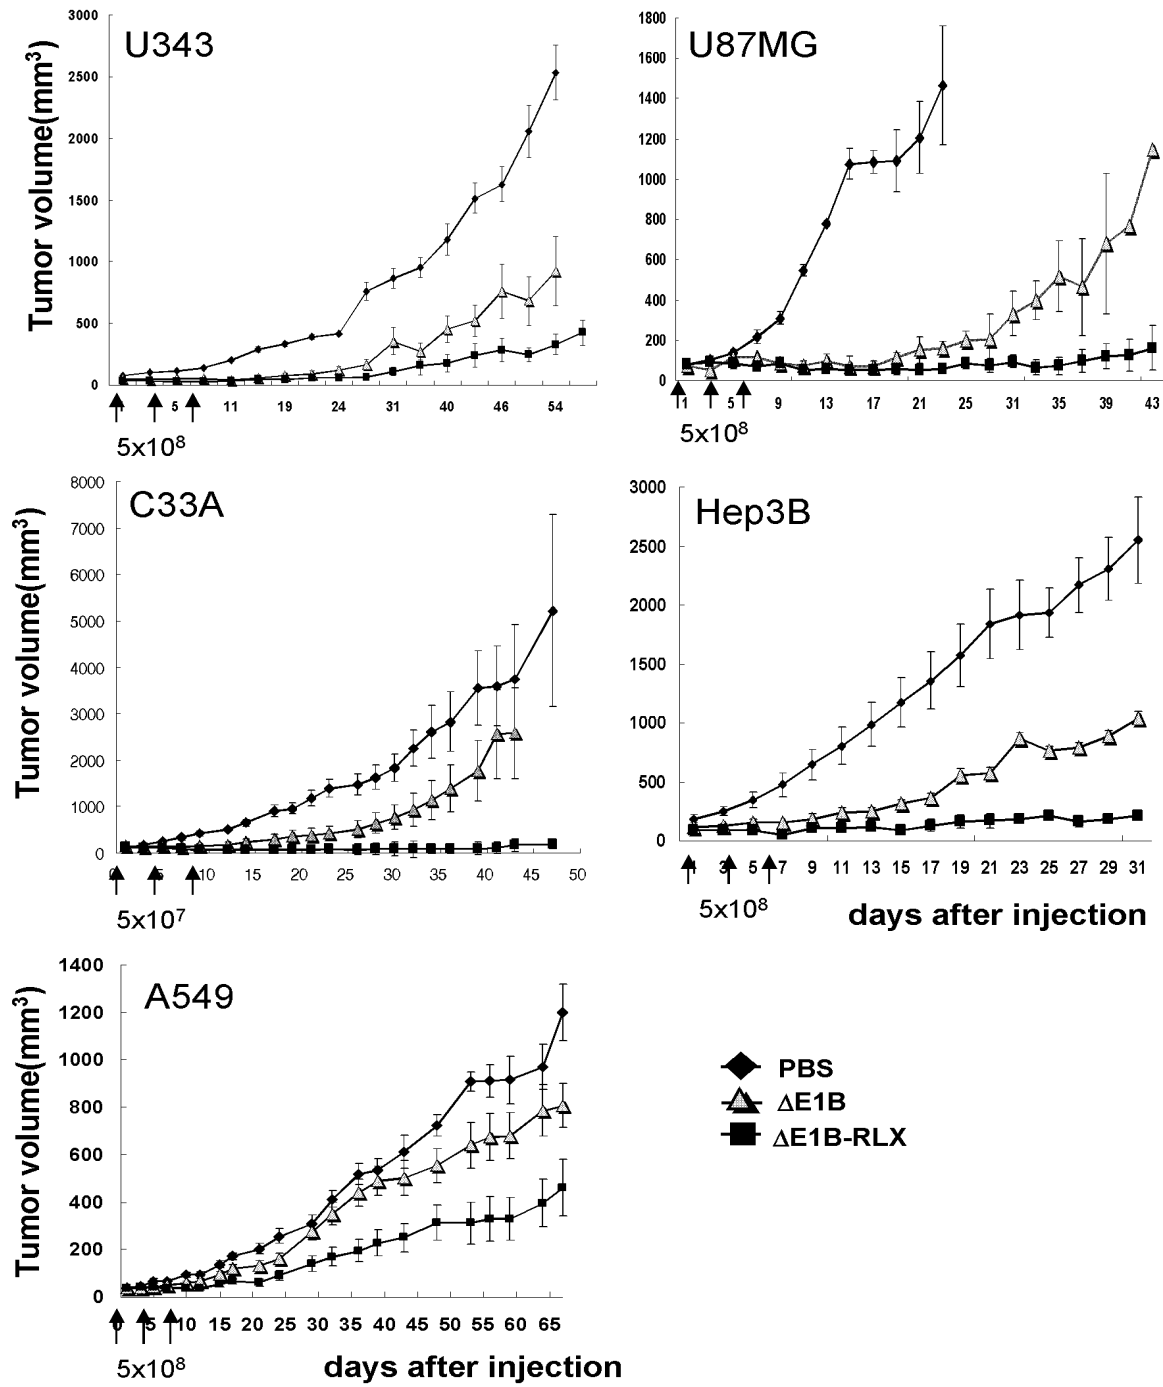 U343
Tumor volume(mm³)
3000
2500
2000
1500
1000
500
0
1 5 11 19 24 31 40 46 54
5x10⁸
U87MG
1800
1600
1400
1200
1000
800
600
400
200
0
1 5 9 13 17 21 25 31 35 39 43
5x10⁸
C33A
Tumor volume(mm³)
8000
7000
6000
5000
4000
3000
2000
1000
0
0 5 10 15 20 25 30 35 40 45 50
5x10⁷
Hep3B
3000
2500
2000
1500
1000
500
0
1 3 5 7 9 11 13 15 17 19 21 23 25 27 29 31
5x10⁸
days after injection
A549
Tumor volume(mm³)
1400
1200
1000
800
600
400
200
0
0 5 10 15 20 25 30 35 40 45 50 55 60 65
5x10⁸
days after injection
PBS
ΔE1B
ΔE1B-RLX